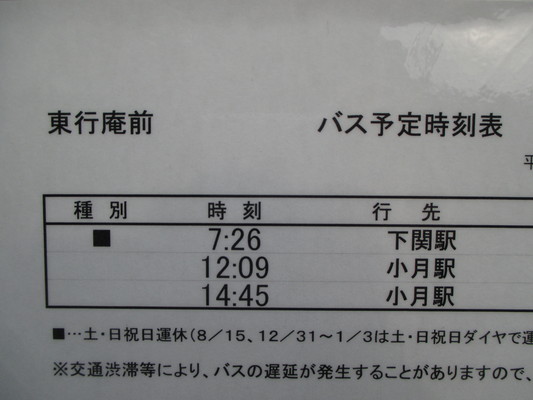 東行庵前 バス予定時刻表
平
種別 時刻 行先
■ 7:26 下関駅
12:09 小月駅
14:45 小月駅
■…土・日祝日運休(8/15、12/31~1/3は土・日祝日ダイヤで運
※交通渋滞等により、バスの遅延が発生することがありますので、